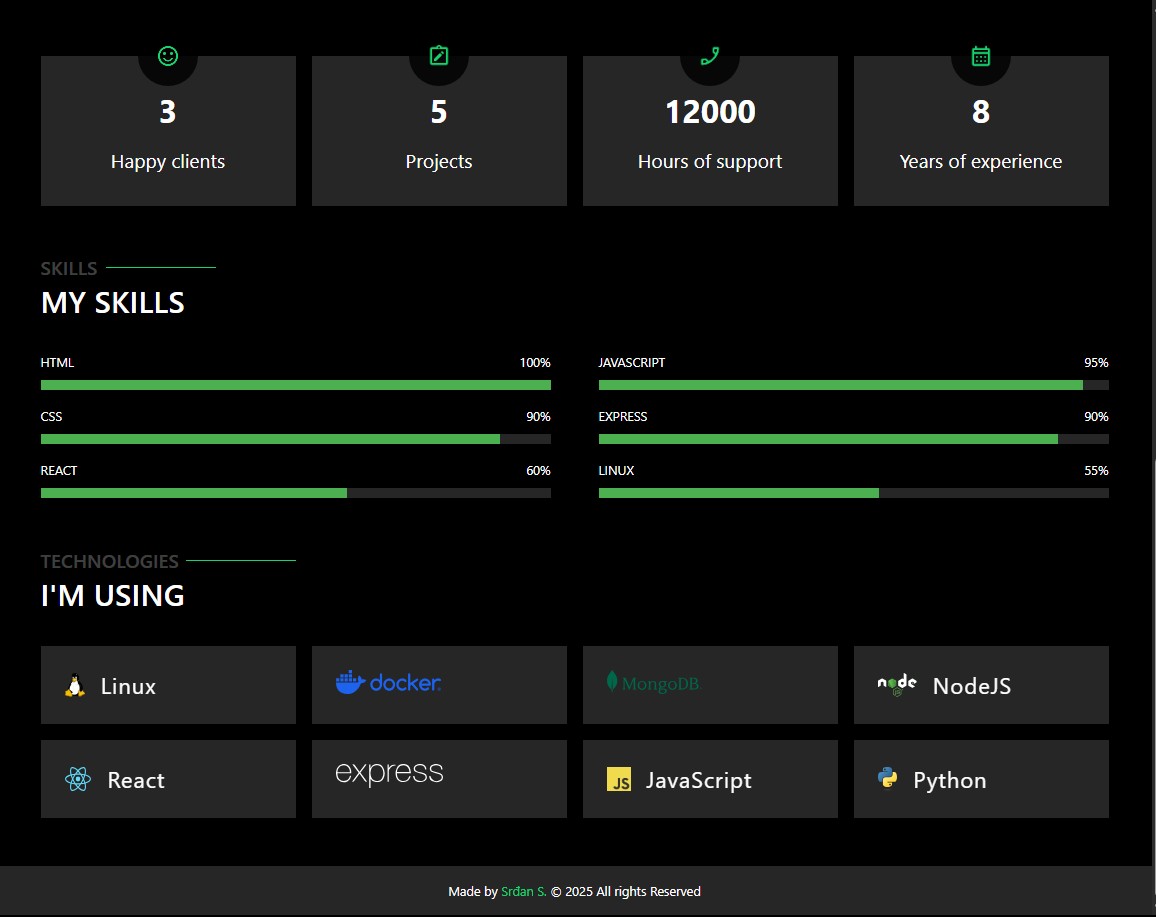 3
5
12000
8
Happy clients
Projects
Hours of support
Years of experience
SKILLS
MY SKILLS
HTML 100%
JAVASCRIPT 95%
CSS 90%
EXPRESS 90%
REACT 60%
LINUX 55%
TECHNOLOGIES
I'M USING
Linux
docker
MongoDB
node JS NodeJS
React
express
JS JavaScript
Python
Made by Srđan S. © 2025 All rights Reserved